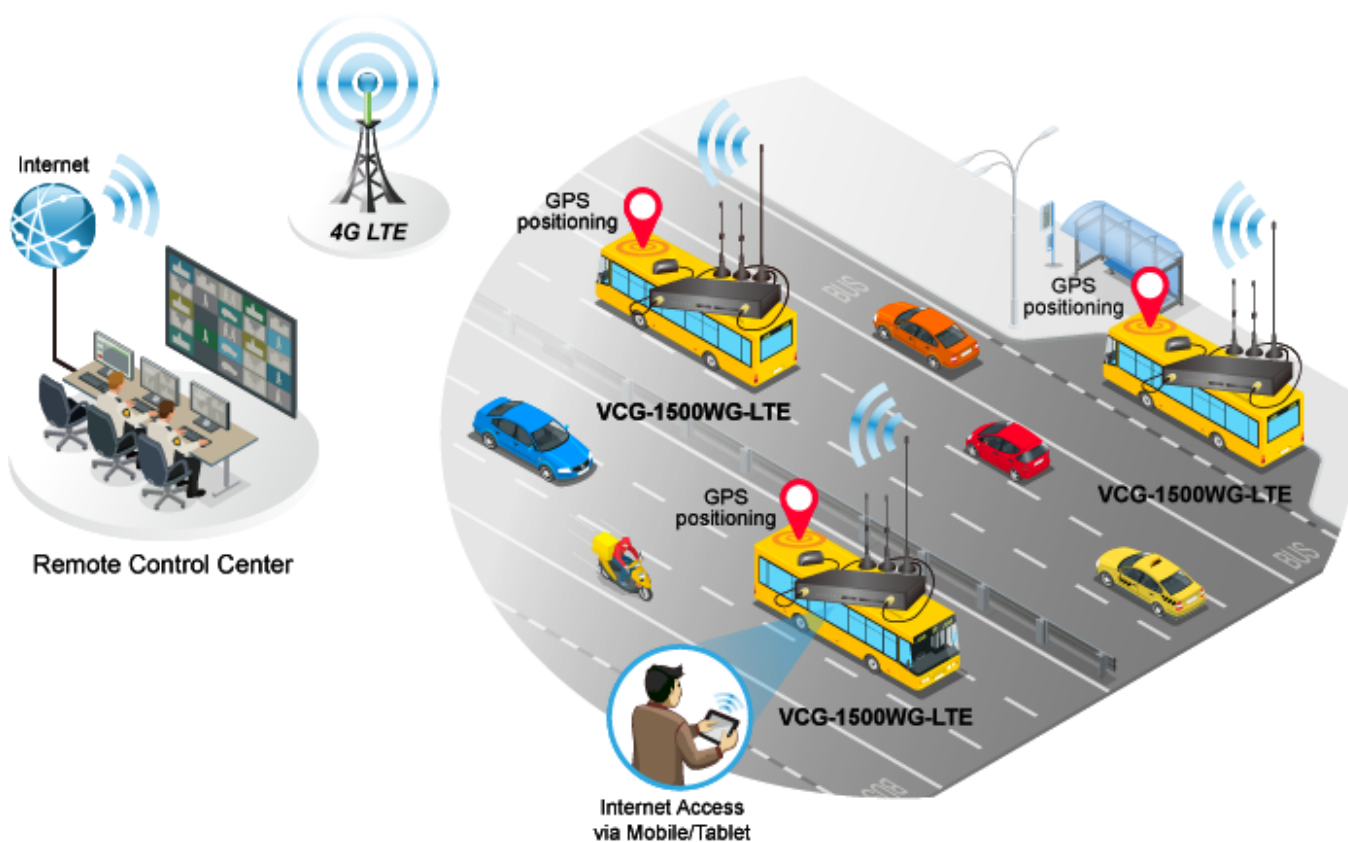 Internet
4G LTE
Remote Control Center
GPS
positioning
VCG-1500WG-LTE
BUS
GPS
positioning
VCG-1500WG-LTE
BUS
GPS
positioning
VCG-1500WG-LTE
BUS
Internet Access
via Mobile/Tablet